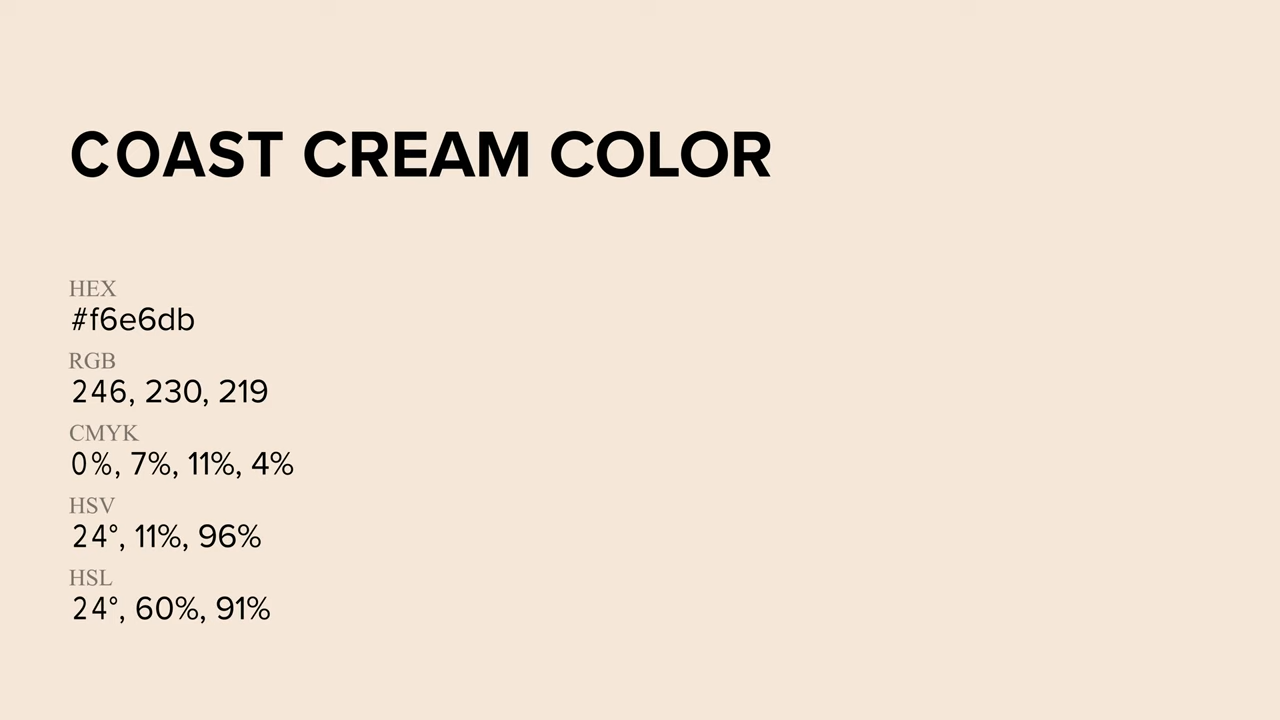 COAST CREAM COLOR
HEX
#f6e6db
RGB
246, 230, 219
CMYK
0%, 7%, 11%, 4%
HSV
24°, 11%, 96%
HSL
24°, 60%, 91%